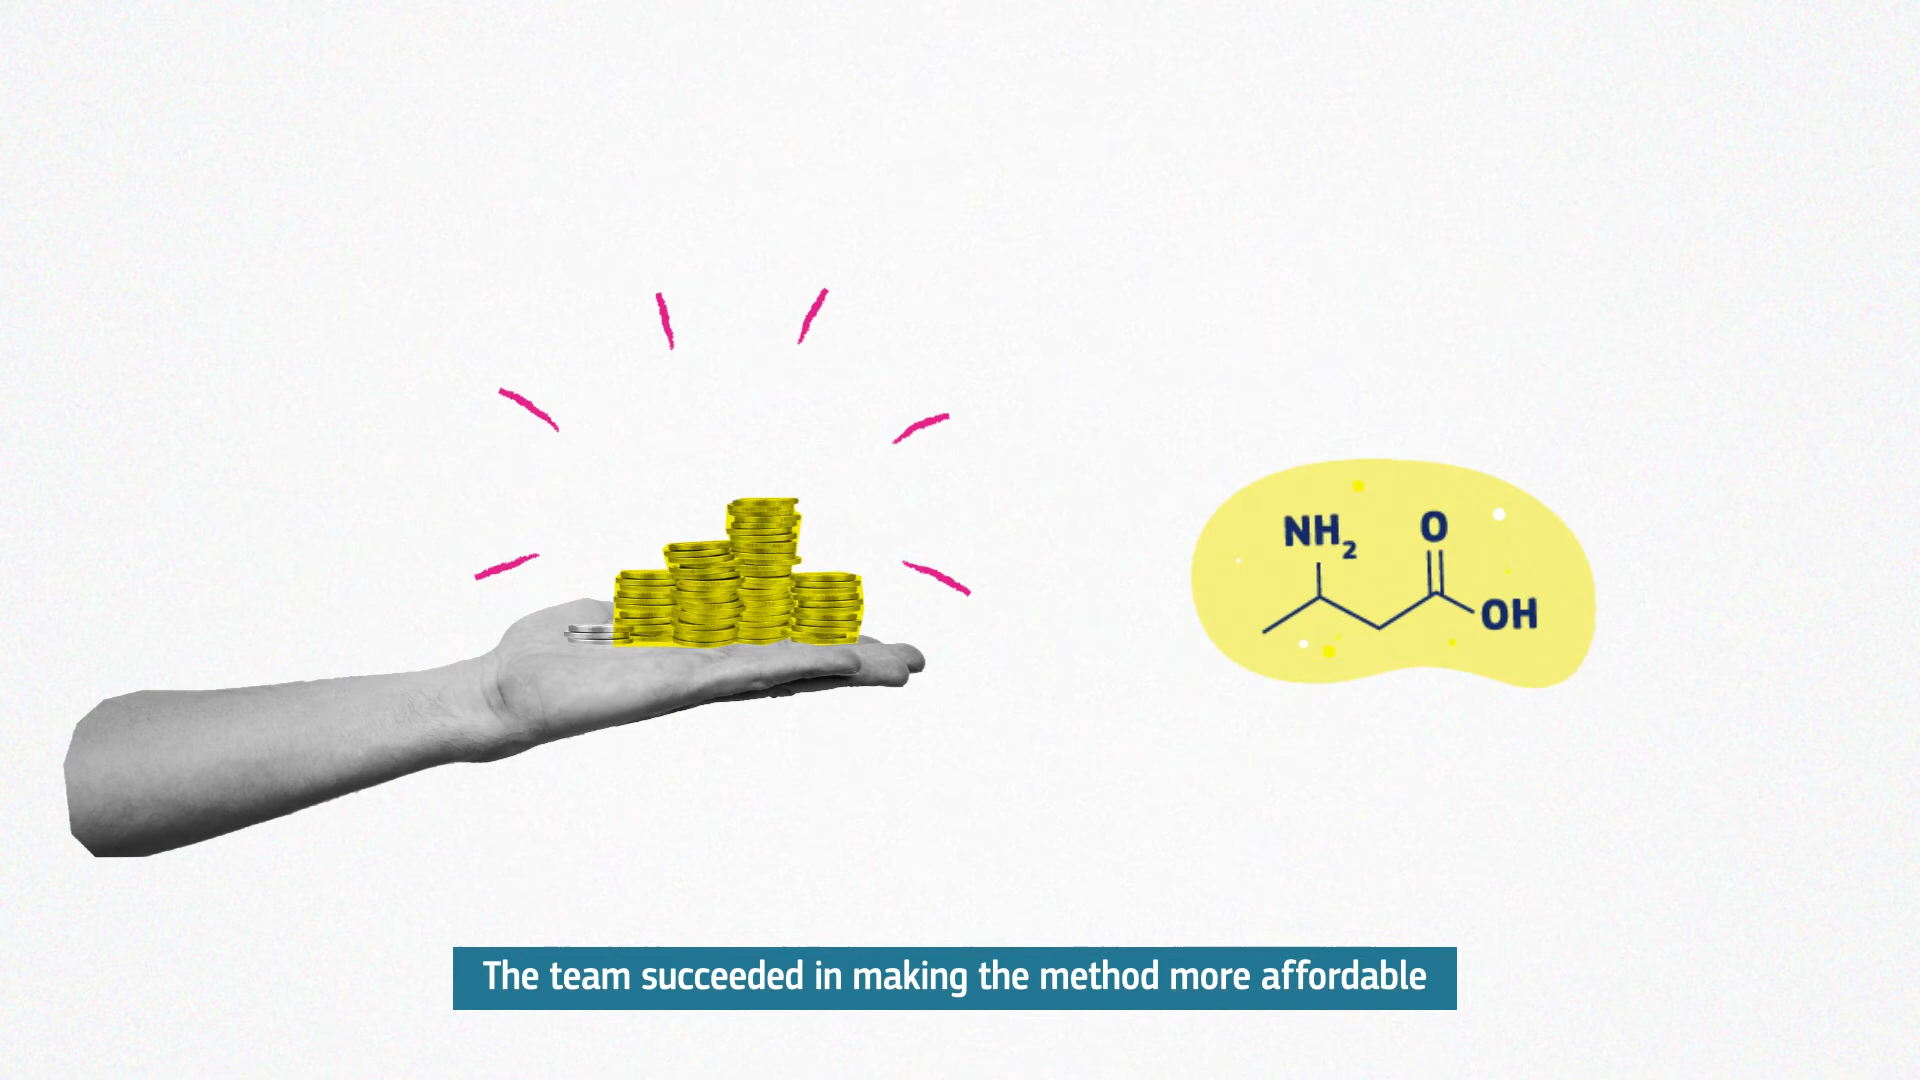 NH₂
O
OH
The team succeeded in making the method more affordable